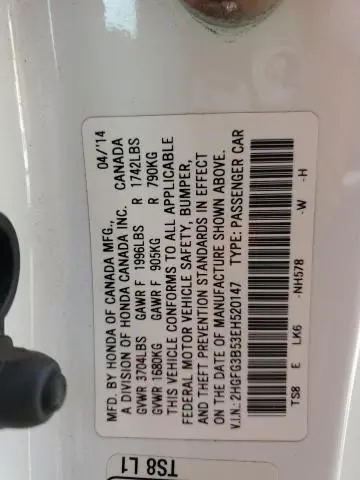 MFD. BY HONDA OF CANADA MFG., 04/'14
A DIVISION OF HONDA CANADA INC. CANADA
GVWR 3704LBS GAWR F 1996LBS R 1742LBS
GVWR 1680KG GAWR F 905KG R 790KG
THIS VEHICLE CONFORMS TO ALL APPLICABLE
FEDERAL MOTOR VEHICLE SAFETY, BUMPER,
AND THEFT PREVENTION STANDARDS IN EFFECT
ON THE DATE OF MANUFACTURE SHOWN ABOVE.
V.I.N.: 2HGFG3B53EH520147 TYPE: PASSENGER CAR
TS8 E LK6 -NH578 -W -H
TS8 L1